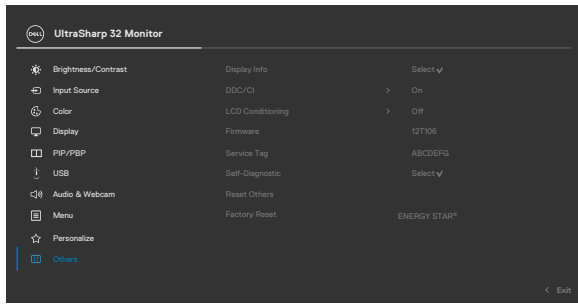 DELL UltraSharp 32 Monitor
Brightness/Contrast Display Info Select
Input Source DDC/CI > On
Color LCD Conditioning > Off
Display Firmware 12T106
PIP/PBP Service Tag ABCDEFG
USB Self-Diagnostic Select
Audio & Webcam Reset Others
Menu Factory Reset ENERGY STAR®
Personalize
Others
< Exit